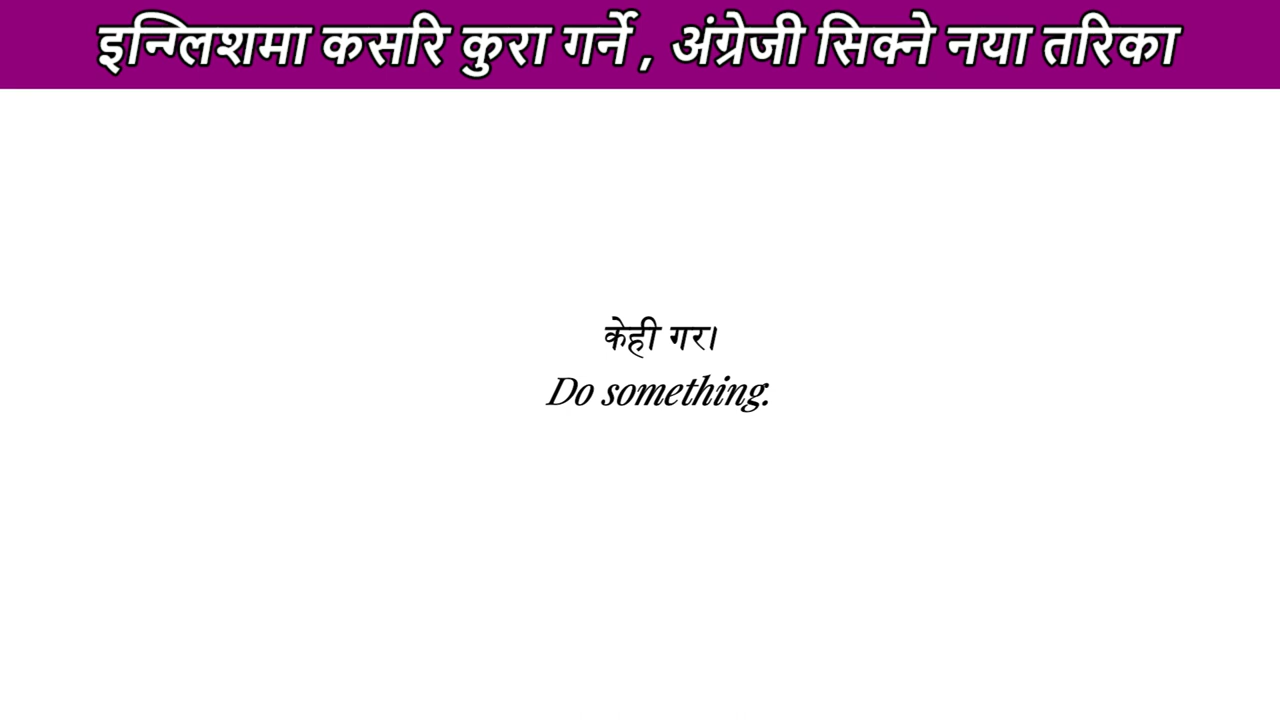 इन्ग्लिशमा कसरि कुरा गर्ने , अंग्रेजी सिक्ने नया तरिका
केही गर।
Do something.